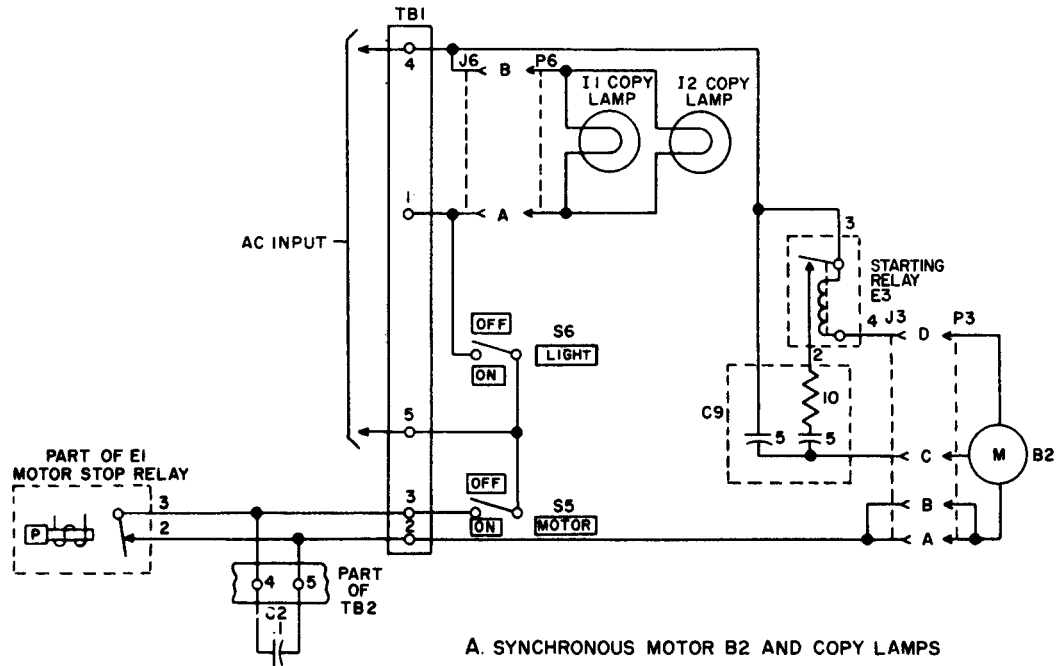 TB1
4
J6
B
P6
I1 COPY
LAMP
I2 COPY
LAMP
1
A
AC INPUT
3
STARTING
RELAY
E3
4
J3
D
P3
2
OFF
S6
LIGHT
ON
C9
10
5
5
5
C
M
B2
PART OF E1
MOTOR STOP RELAY
OFF
3
3
S5
B
P
2
ON
MOTOR
2
A
4
5
PART
OF
TB2
A. SYNCHRONOUS MOTOR B2 AND COPY LAMPS